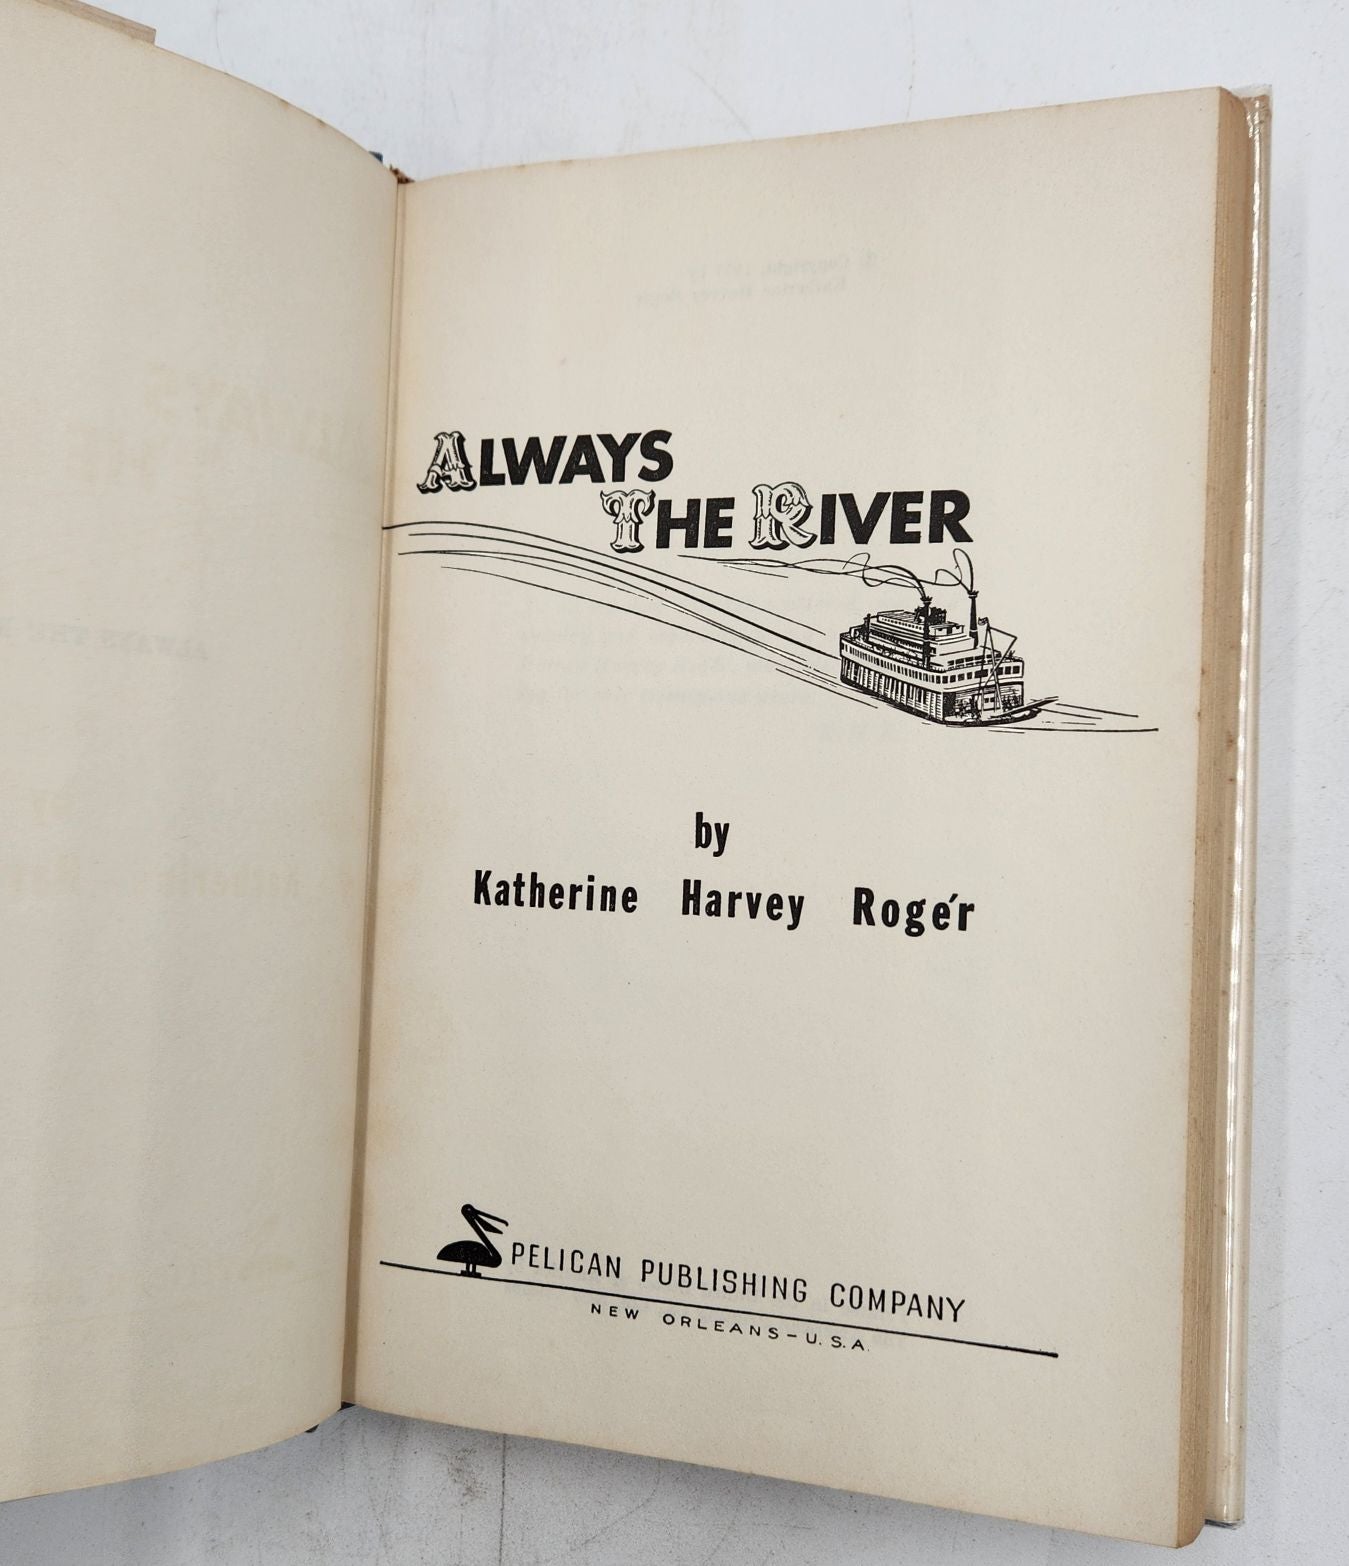 ALWAYS
THE RIVER
by
Katherine Harvey Rogér
PELICAN PUBLISHING COMPANY
NEW ORLEANS-U.S.A.